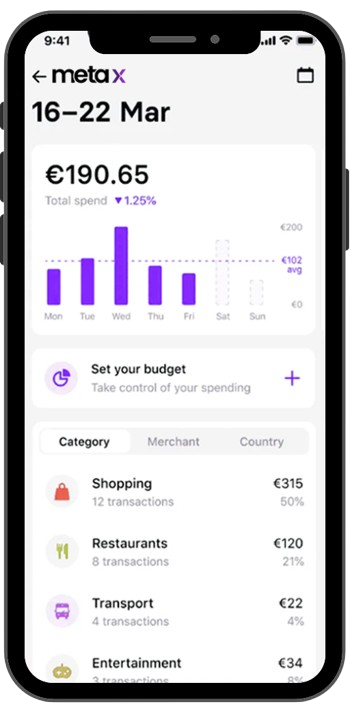 9:41
metax
16–22 Mar
€190.65
Total spend ▼1.25%
€200
€102
avg
€0
Mon Tue Wed Thu Fri Sat Sun
Set your budget
Take control of your spending
Category Merchant Country
Shopping €315
12 transactions 50%
Restaurants €120
8 transactions 21%
Transport €22
4 transactions 4%
Entertainment €34
3 transactions 8%